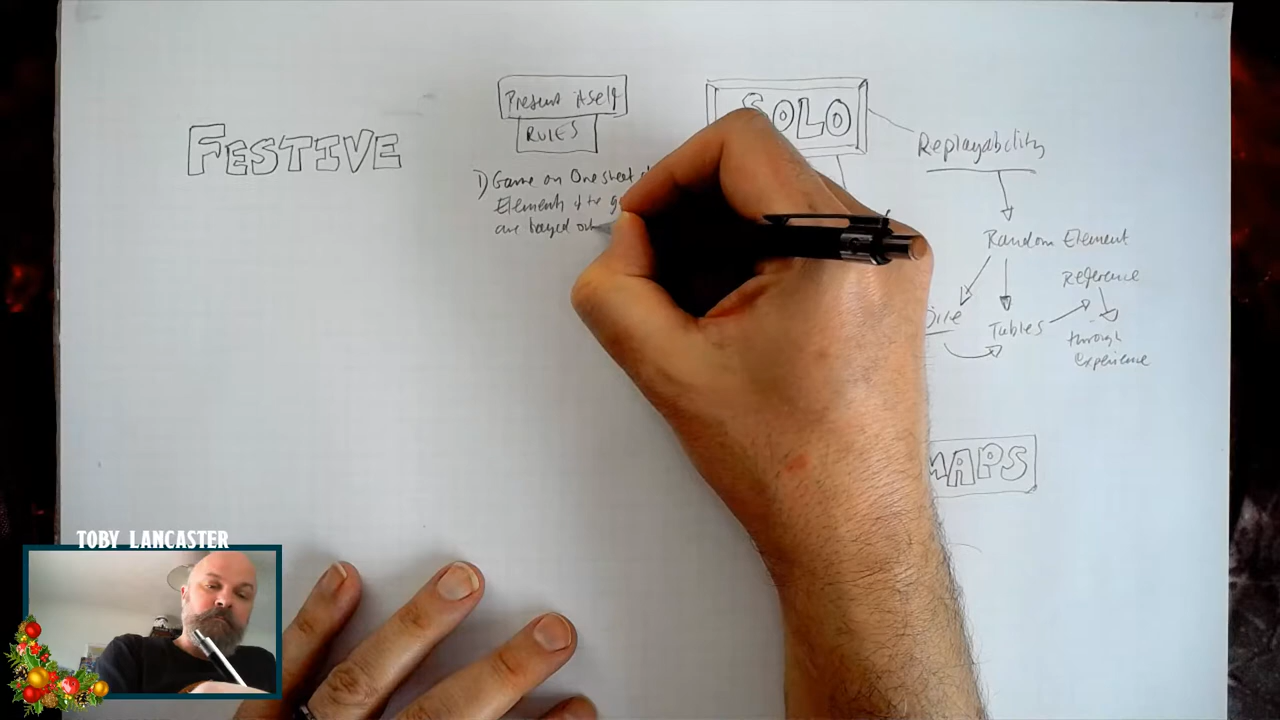 FESTIVE
Present itself
RULES
1) Game on One sheet
Elements of the
are layed out
SOLO
Replayability
Random Element
Reference
Tables
through
Experience
MAPS
TOBY LANCASTER